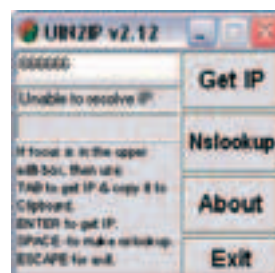 UIN2IP v2.12
666666
Get IP
Unable to resolve IP.
Nslookup
If focus is in the upper
edit-box, then use:
TAB to get IP & copy it to
Clipboard.
ENTER to get IP.
SPACE -to make nslookup.
ESCAPE for exit.
About
Exit